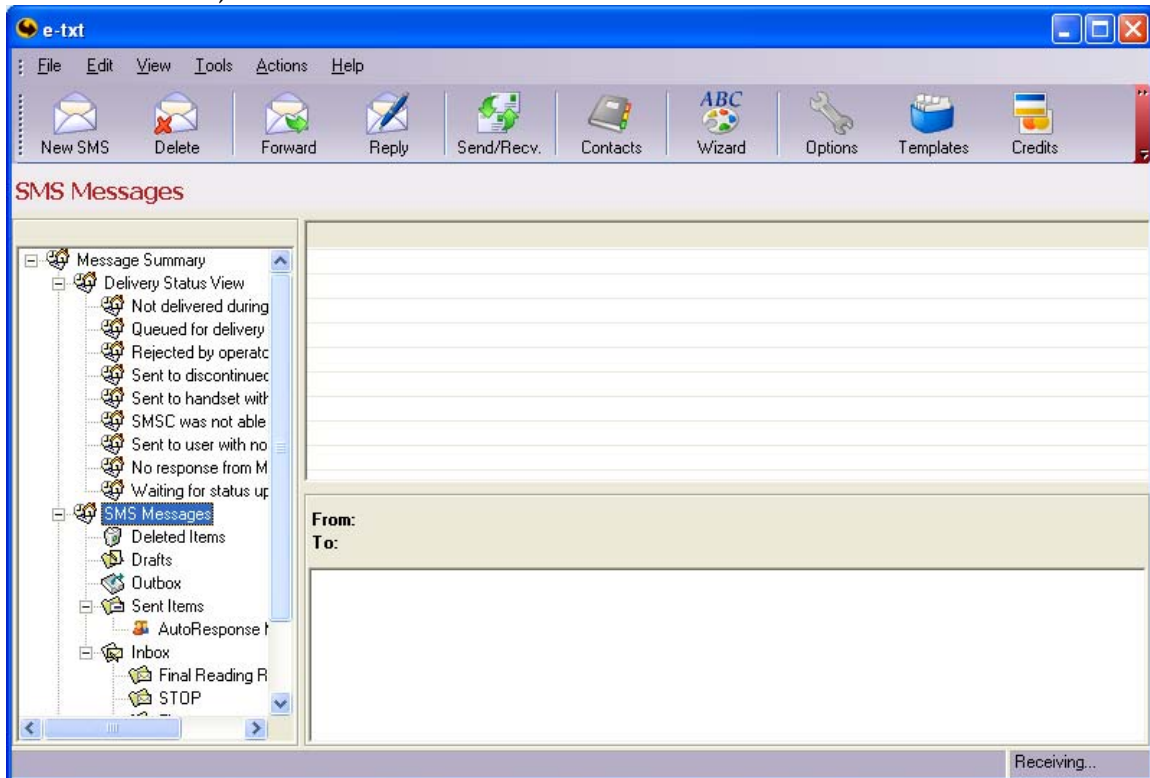 e-txt
File Edit View Tools Actions Help
New SMS Delete Forward Reply Send/Recv. Contacts Wizard Options Templates Credits
ABC
SMS Messages
Message Summary
Delivery Status View
Not delivered during
Queued for delivery
Rejected by operatc
Sent to discontinuec
Sent to handset with
SMSC was not able
Sent to user with no
No response from M
Waiting for status up
SMS Messages
Deleted Items
Drafts
Outbox
Sent Items
AutoResponse
Inbox
Final Reading R
STOP
From:
To:
Receiving...